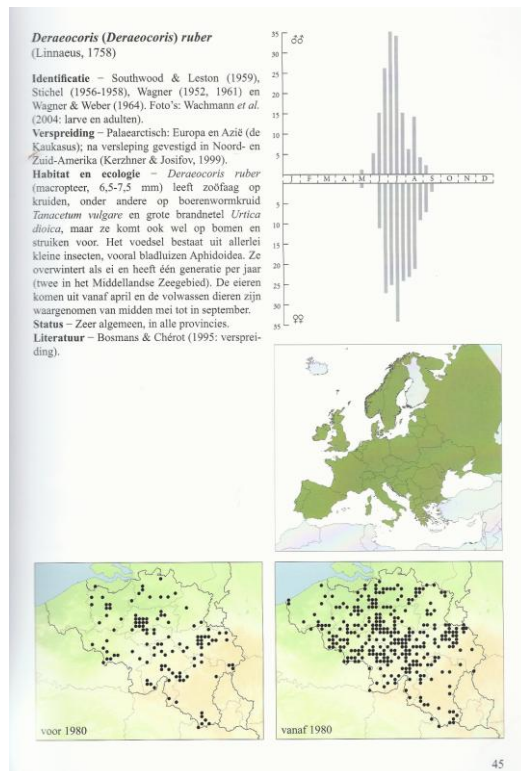 Deraeocoris (Deraeocoris) ruber
(Linnaeus, 1758)
Identificatie – Southwood & Leston (1959),
Stichel (1956-1958), Wagner (1952, 1961) en
Wagner & Weber (1964). Foto's: Wachmann et al.
(2004: larve en adulten).
Verspreiding – Palaearctisch: Europa en Azië (de
Kaukasus); na versleping gevestigd in Noord- en
Zuid-Amerika (Kerzhner & Josifov, 1999).
Habitat en ecologie – Deraeocoris ruber
(macropteer, 6,5-7,5 mm) leeft zoöfaag op
kruiden, onder andere op boerenwormkruid
Tanacetum vulgare en grote brandnetel Urtica
dioica, maar ze komt ook wel op bomen en
struiken voor. Het voedsel bestaat uit allerlei
kleine insecten, vooral bladluizen Aphidoidea. Ze
overwintert als ei en heeft één generatie per jaar
(twee in het Middellandse Zeegebied). De eieren
komen uit vanaf april en de volwassen dieren zijn
waargenomen van midden mei tot in september.
Status – Zeer algemeen, in alle provincies.
Literatuur – Bosmans & Chérot (1995: versprei-
ding).
35
♂♂
30
25
20
15
10
5
J F M A M J J A S O N D
5
10
15
20
25
30
♀♀
35
voor 1980
vanaf 1980
45